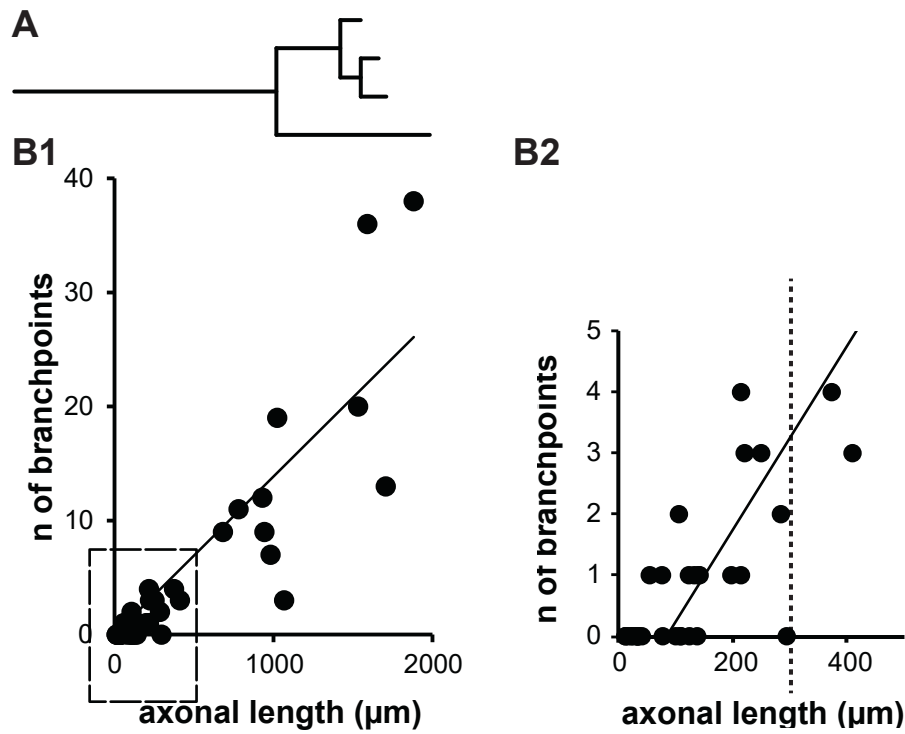 A
B1
40
30
20
10
0
n of branchpoints
0 1000 2000
axonal length (µm)
B2
5
4
3
2
1
0
n of branchpoints
0 200 400
axonal length (µm)